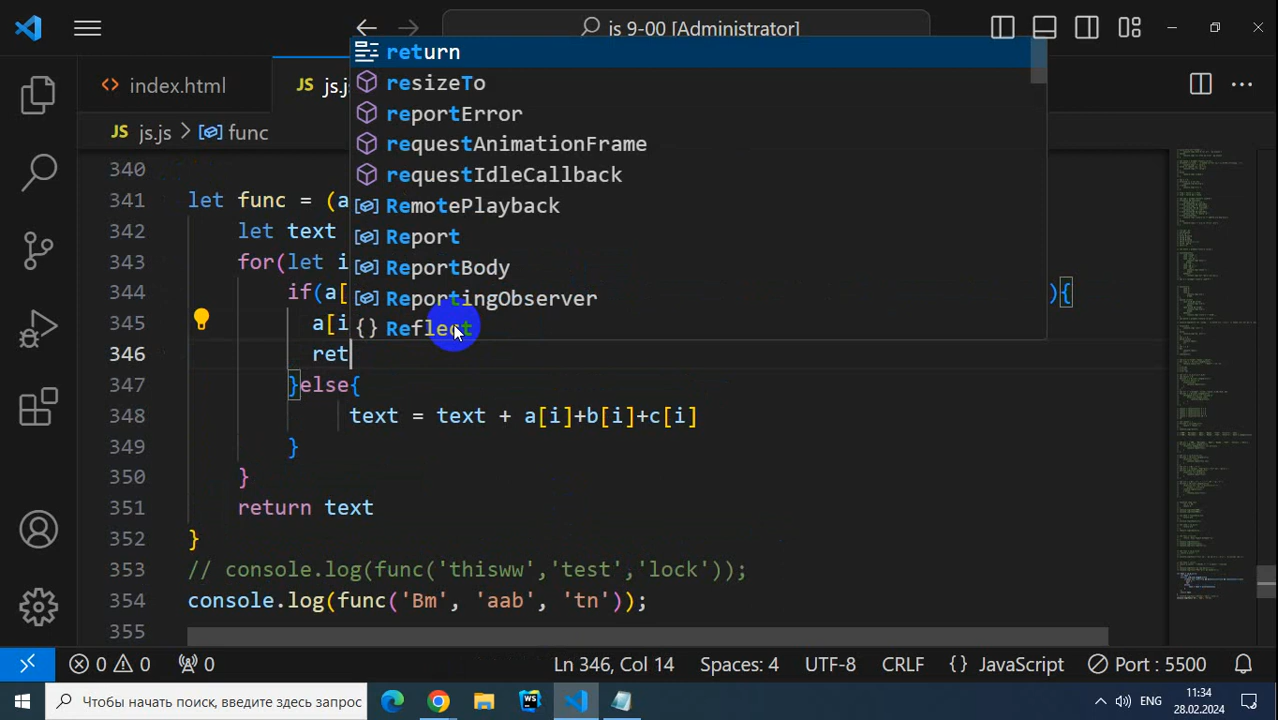 js 9-00 [Administrator]
index.html
JS js.j
JS js.js > func
return
resizeTo
reportError
requestAnimationFrame
requestIdleCallback
RemotePlayback
Report
ReportBody
ReportingObserver
{} Reflect
340
341 let func = (a
342 let text
343 for(let i
344 if(a[ ){
345 a[i
346 ret
347 }else{
348 text = text + a[i]+b[i]+c[i]
349 }
350 }
351 return text
352 }
353 // console.log(func('thisww','test','lock'));
354 console.log(func('Bm', 'aab', 'tn'));
355
0 0 0 Ln 346, Col 14 Spaces: 4 UTF-8 CRLF {} JavaScript Port : 5500
Чтобы начать поиск, введите здесь запрос
WS
ENG
11:34
28.02.2024